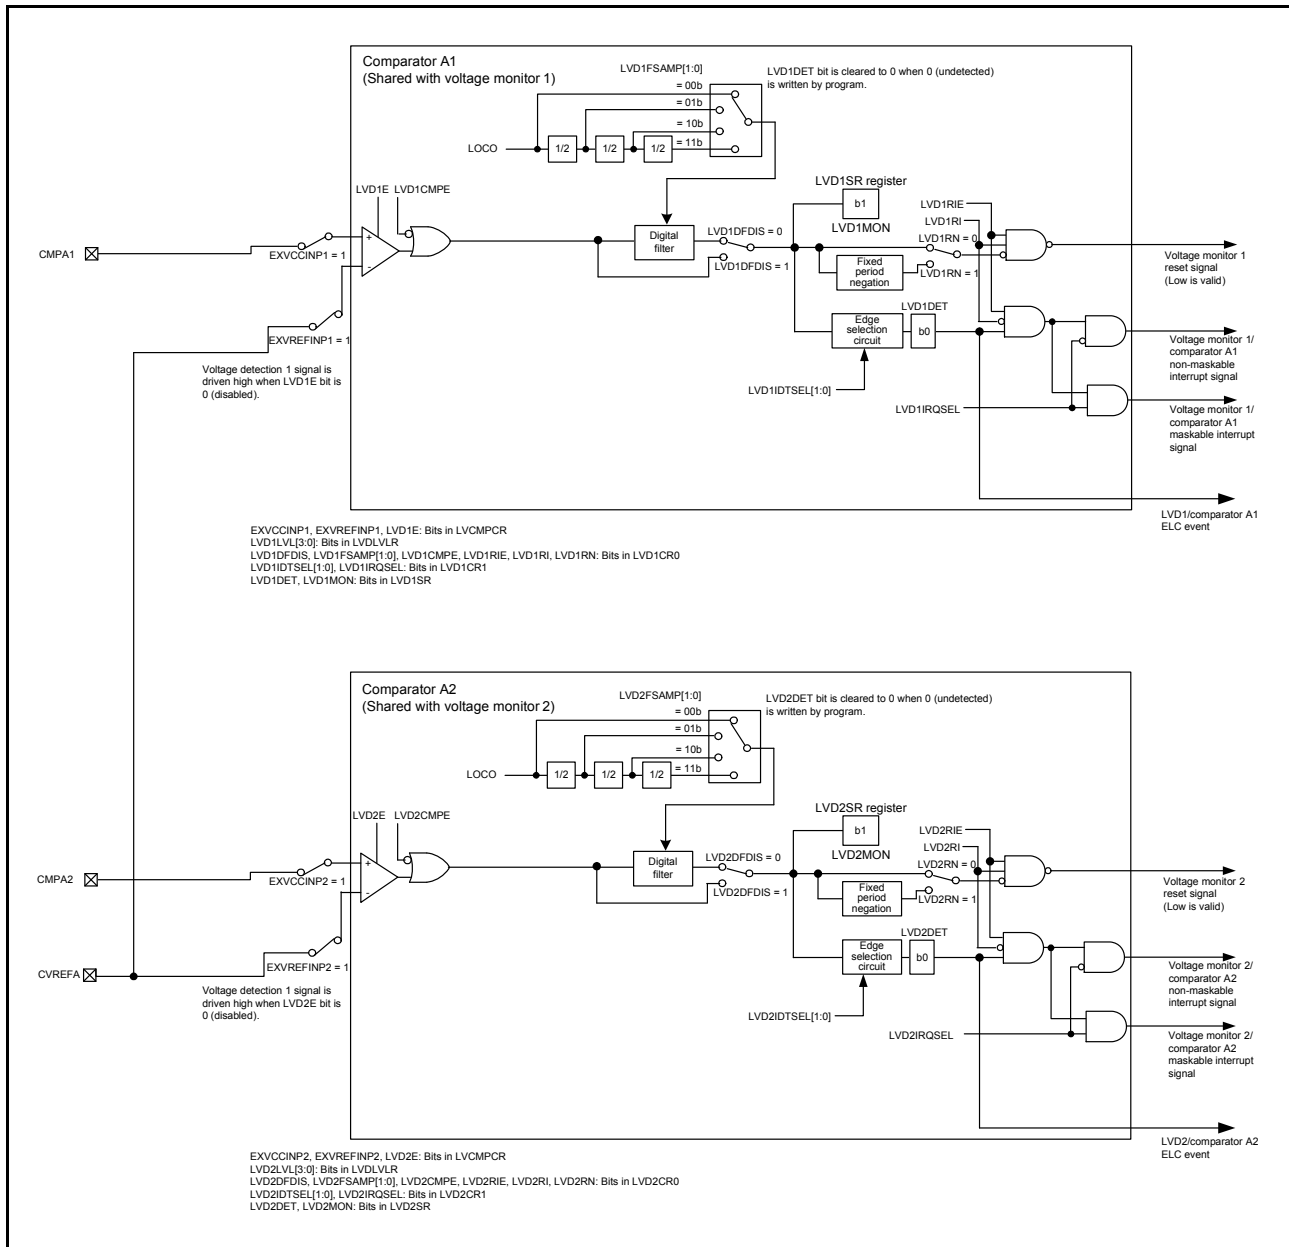 Comparator A1
(Shared with voltage monitor 1)
LVD1FSAMP[1:0]
= 00b
= 01b
= 10b
= 11b
LVD1DET bit is cleared to 0 when 0 (undetected)
is written by program.
LOCO
1/2
1/2
1/2
LVD1E
LVD1CMPE
LVD1SR register
b1
LVD1MON
LVD1RIE
LVD1RI
LVD1RN = 0
CMPA1
EXVCCINP1 = 1
+
-
Digital
filter
LVD1DFDIS = 0
LVD1DFDIS = 1
Fixed
period
negation
LVD1RN = 1
Voltage monitor 1
reset signal
(Low is valid)
EXVREFINP1 = 1
LVD1DET
Edge
selection
circuit
b0
Voltage monitor 1/
comparator A1
non-maskable
interrupt signal
Voltage detection 1 signal is
driven high when LVD1E bit is
0 (disabled).
LVD1IDTSEL[1:0]
LVD1IRQSEL
Voltage monitor 1/
comparator A1
maskable interrupt
signal
LVD1/comparator A1
ELC event
EXVCCINP1, EXVREFINP1, LVD1E: Bits in LVCMPCR
LVD1LVL[3:0]: Bits in LVDLVLR
LVD1DFDIS, LVD1FSAMP[1:0], LVD1CMPE, LVD1RIE, LVD1RI, LVD1RN: Bits in LVD1CR0
LVD1IDTSEL[1:0], LVD1IRQSEL: Bits in LVD1CR1
LVD1DET, LVD1MON: Bits in LVD1SR
Comparator A2
(Shared with voltage monitor 2)
LVD2FSAMP[1:0]
= 00b
= 01b
= 10b
= 11b
LVD2DET bit is cleared to 0 when 0 (undetected)
is written by program.
LOCO
1/2
1/2
1/2
LVD2E
LVD2CMPE
LVD2SR register
b1
LVD2MON
LVD2RIE
LVD2RI
LVD2RN = 0
CMPA2
EXVCCINP2 = 1
+
-
Digital
filter
LVD2DFDIS = 0
LVD2DFDIS = 1
Fixed
period
negation
LVD2RN = 1
Voltage monitor 2
reset signal
(Low is valid)
CVREFA
EXVREFINP2 = 1
LVD2DET
Edge
selection
circuit
b0
Voltage monitor 2/
comparator A2
non-maskable
interrupt signal
Voltage detection 1 signal is
driven high when LVD2E bit is
0 (disabled).
LVD2IDTSEL[1:0]
LVD2IRQSEL
Voltage monitor 2/
comparator A2
maskable interrupt
signal
LVD2/comparator A2
ELC event
EXVCCINP2, EXVREFINP2, LVD2E: Bits in LVCMPCR
LVD2LVL[3:0]: Bits in LVDLVLR
LVD2DFDIS, LVD2FSAMP[1:0], LVD2CMPE, LVD2RIE, LVD2RI, LVD2RN: Bits in LVD2CR0
LVD2IDTSEL[1:0], LVD2IRQSEL: Bits in LVD2CR1
LVD2DET, LVD2MON: Bits in LVD2SR